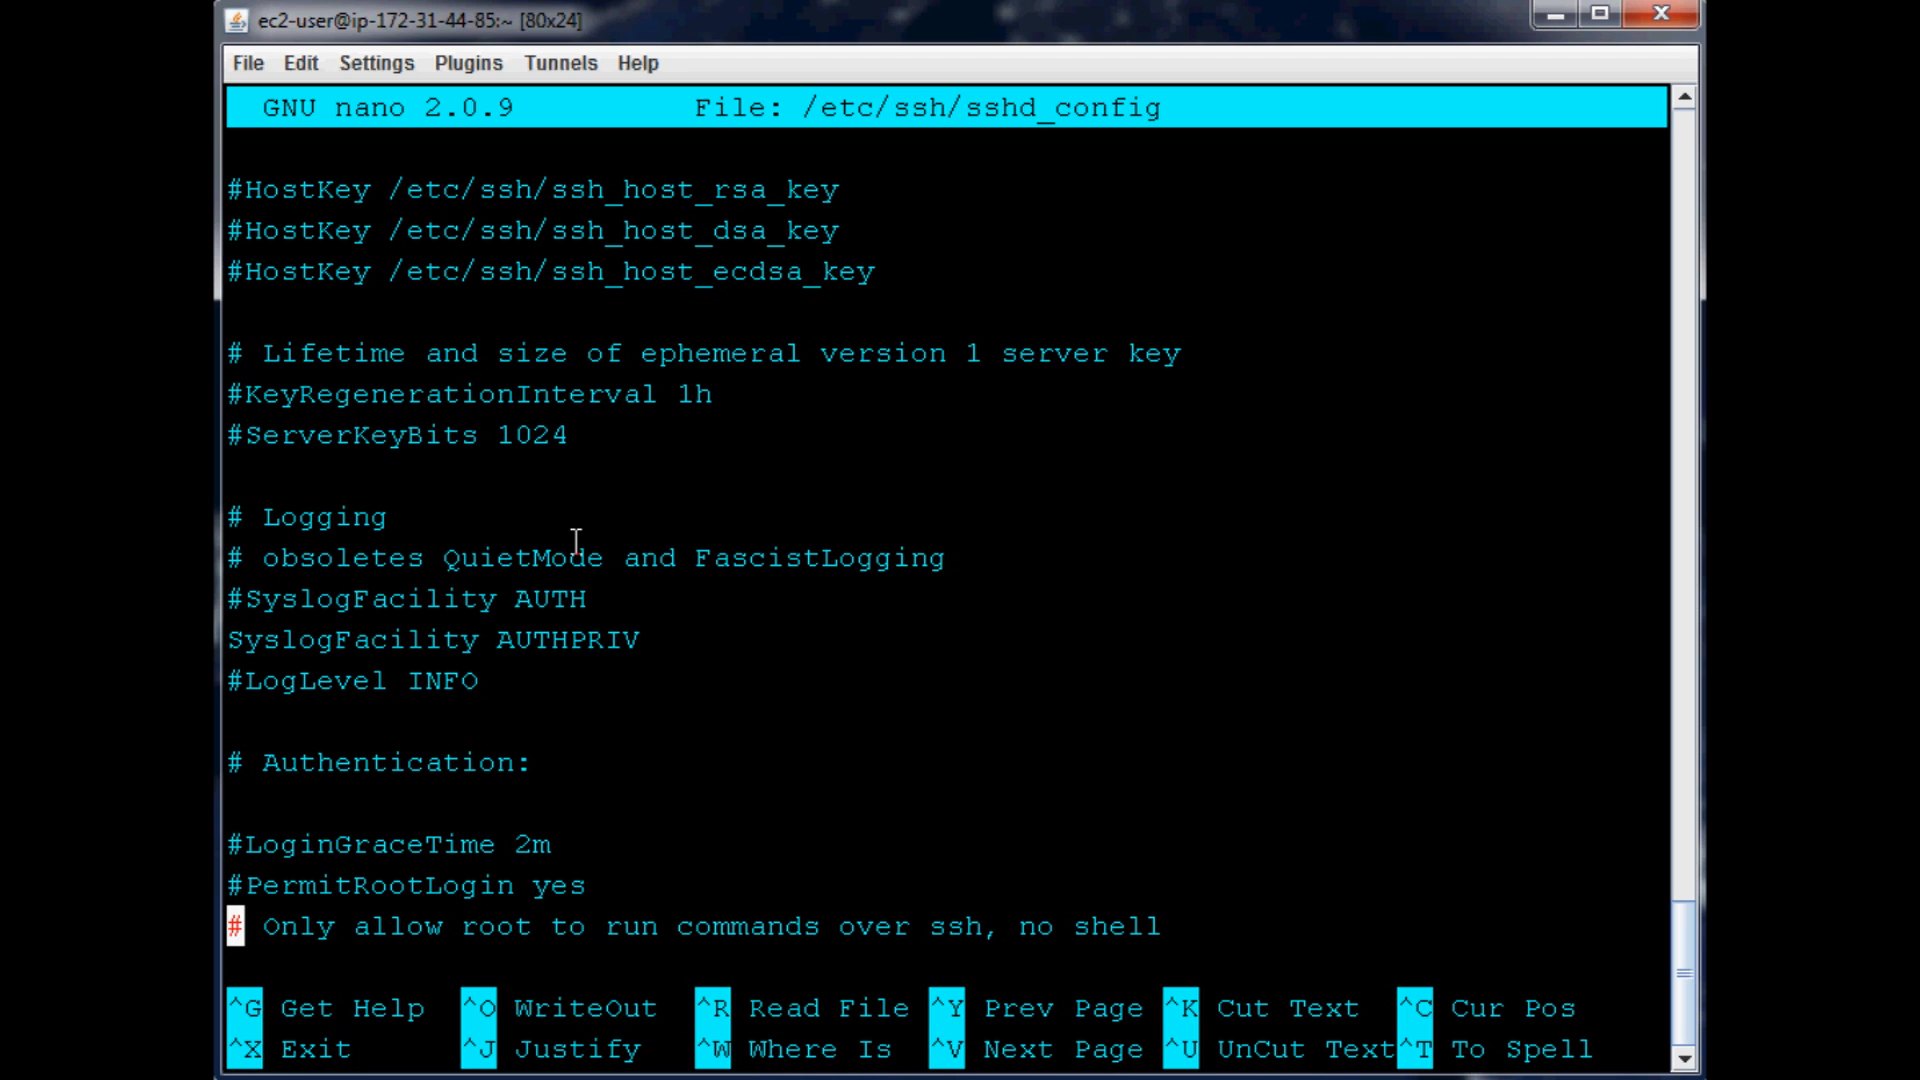 ec2-user@ip-172-31-44-85:~ [80x24]
File Edit Settings Plugins Tunnels Help
GNU nano 2.0.9 File: /etc/ssh/sshd_config
#HostKey /etc/ssh/ssh_host_rsa_key
#HostKey /etc/ssh/ssh_host_dsa_key
#HostKey /etc/ssh/ssh_host_ecdsa_key
# Lifetime and size of ephemeral version 1 server key
#KeyRegenerationInterval 1h
#ServerKeyBits 1024
# Logging
# obsoletes QuietMode and FascistLogging
#SyslogFacility AUTH
SyslogFacility AUTHPRIV
#LogLevel INFO
# Authentication:
#LoginGraceTime 2m
#PermitRootLogin yes
# Only allow root to run commands over ssh, no shell
^G Get Help ^O WriteOut ^R Read File ^Y Prev Page ^K Cut Text ^C Cur Pos
^X Exit ^J Justify ^W Where Is ^V Next Page ^U UnCut Text ^T To Spell